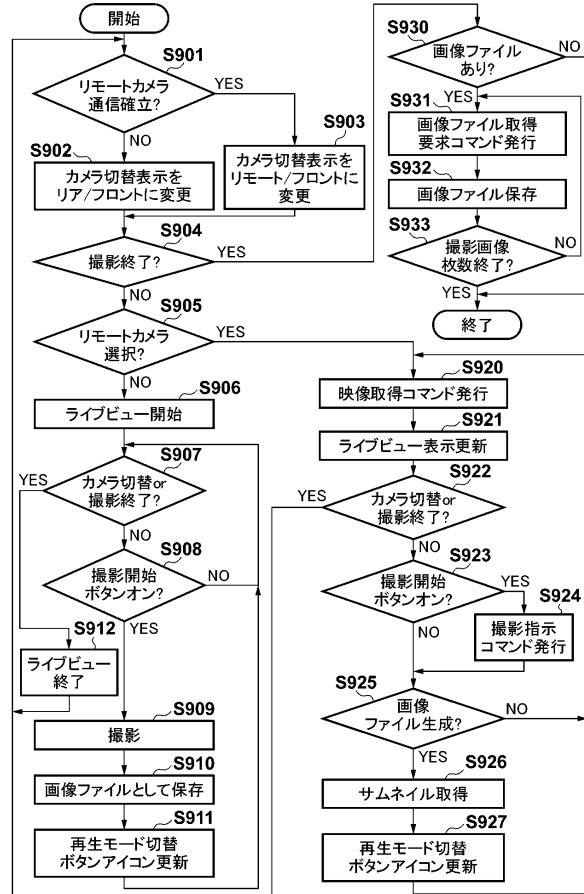 開始
S901
リモートカメラ
通信確立?
YES
NO
S902
カメラ切替表示を
リア/フロントに変更
S903
カメラ切替表示を
リモート/フロントに
変更
S904
撮影終了?
YES
NO
S905
リモートカメラ
選択?
YES
NO
S906
ライブビュー開始
S907
YES
カメラ切替or
撮影終了?
NO
S908
撮影開始
ボタンオン?
NO
YES
S912
ライブビュー
終了
S909
撮影
S910
画像ファイルとして保存
S911
再生モード切替
ボタンアイコン更新
S930
画像ファイル
あり?
NO
YES
S931
画像ファイル取得
要求コマンド発行
S932
画像ファイル保存
S933
撮影画像
枚数終了?
NO
YES
終了
S920
映像取得コマンド発行
S921
ライブビュー表示更新
S922
YES
カメラ切替or
撮影終了?
NO
S923
撮影開始
ボタンオン?
YES
NO
S924
撮影指示
コマンド発行
S925
画像
ファイル生成?
NO
YES
S926
サムネイル取得
S927
再生モード切替
ボタンアイコン更新